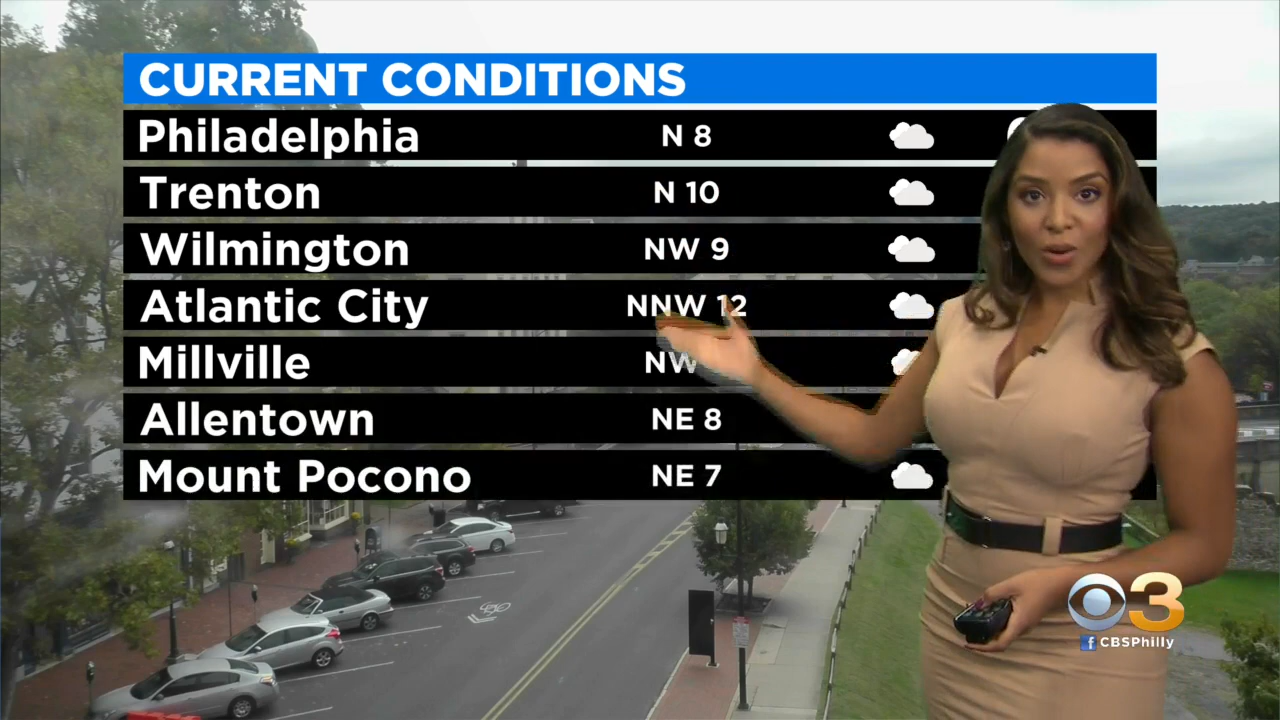 CURRENT CONDITIONS
Philadelphia N 8
Trenton N 10
Wilmington NW 9
Atlantic City NNW 12
Millville NW
Allentown NE 8
Mount Pocono NE 7
3
CBSPhilly